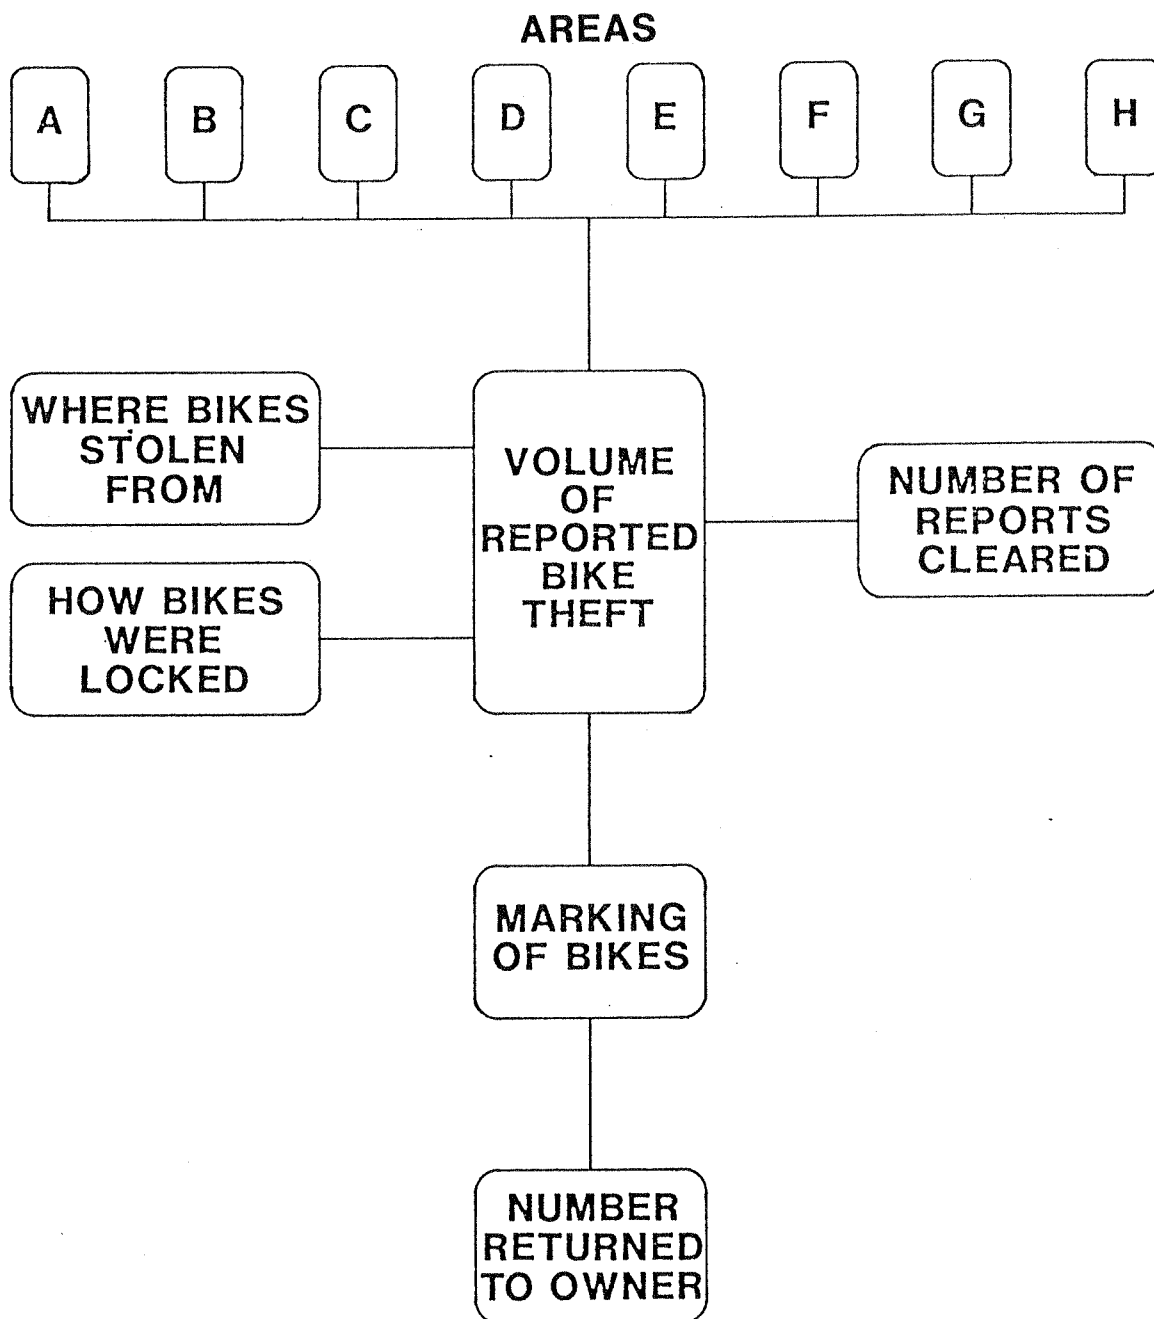 AREAS
A B C D E F G H
WHERE BIKES
STOLEN
FROM
VOLUME
OF
REPORTED
BIKE
THEFT
NUMBER OF
REPORTS
CLEARED
HOW BIKES
WERE
LOCKED
MARKING
OF BIKES
NUMBER
RETURNED
TO OWNER